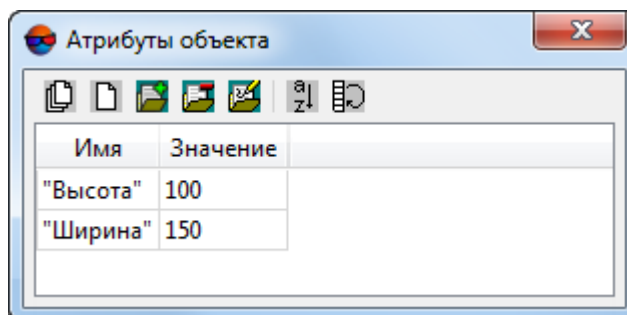 Атрибуты объекта
a
z
Имя Значение
"Высота" 100
"Ширина" 150